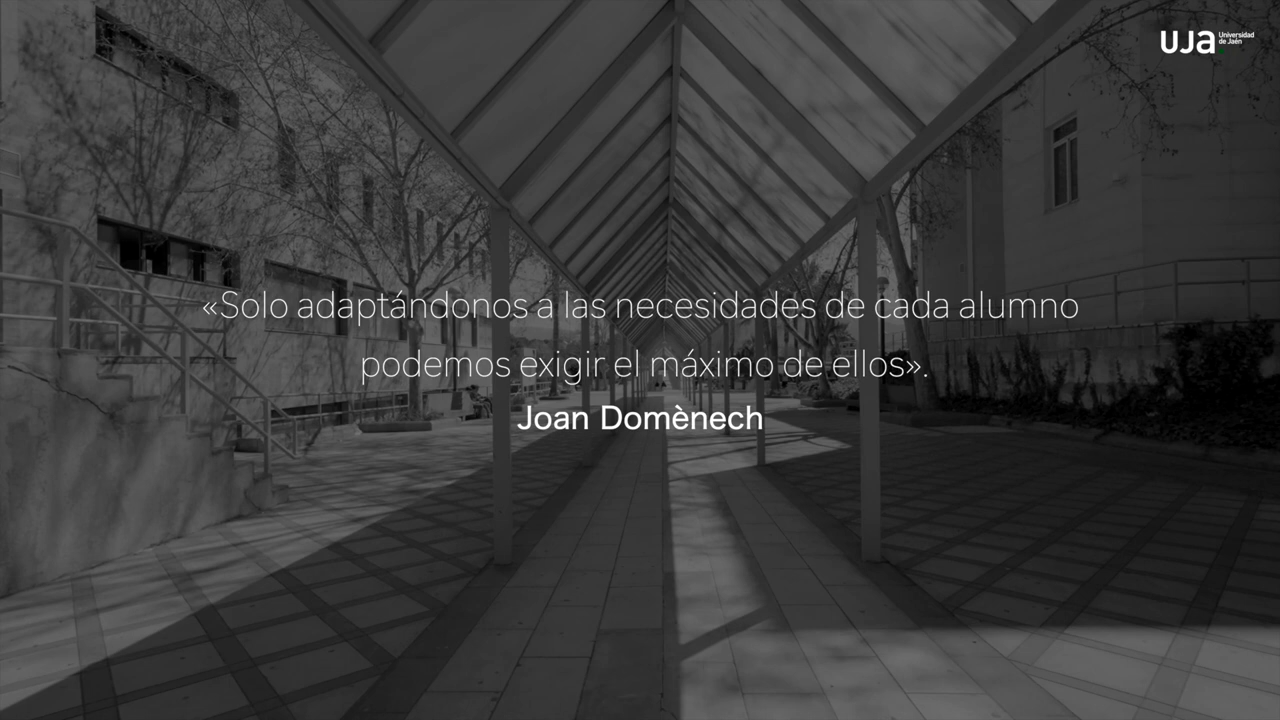 uja Universidad
de Jaén
«Solo adaptándonos a las necesidades de cada alumno
podemos exigir el máximo de ellos».
Joan Domènech